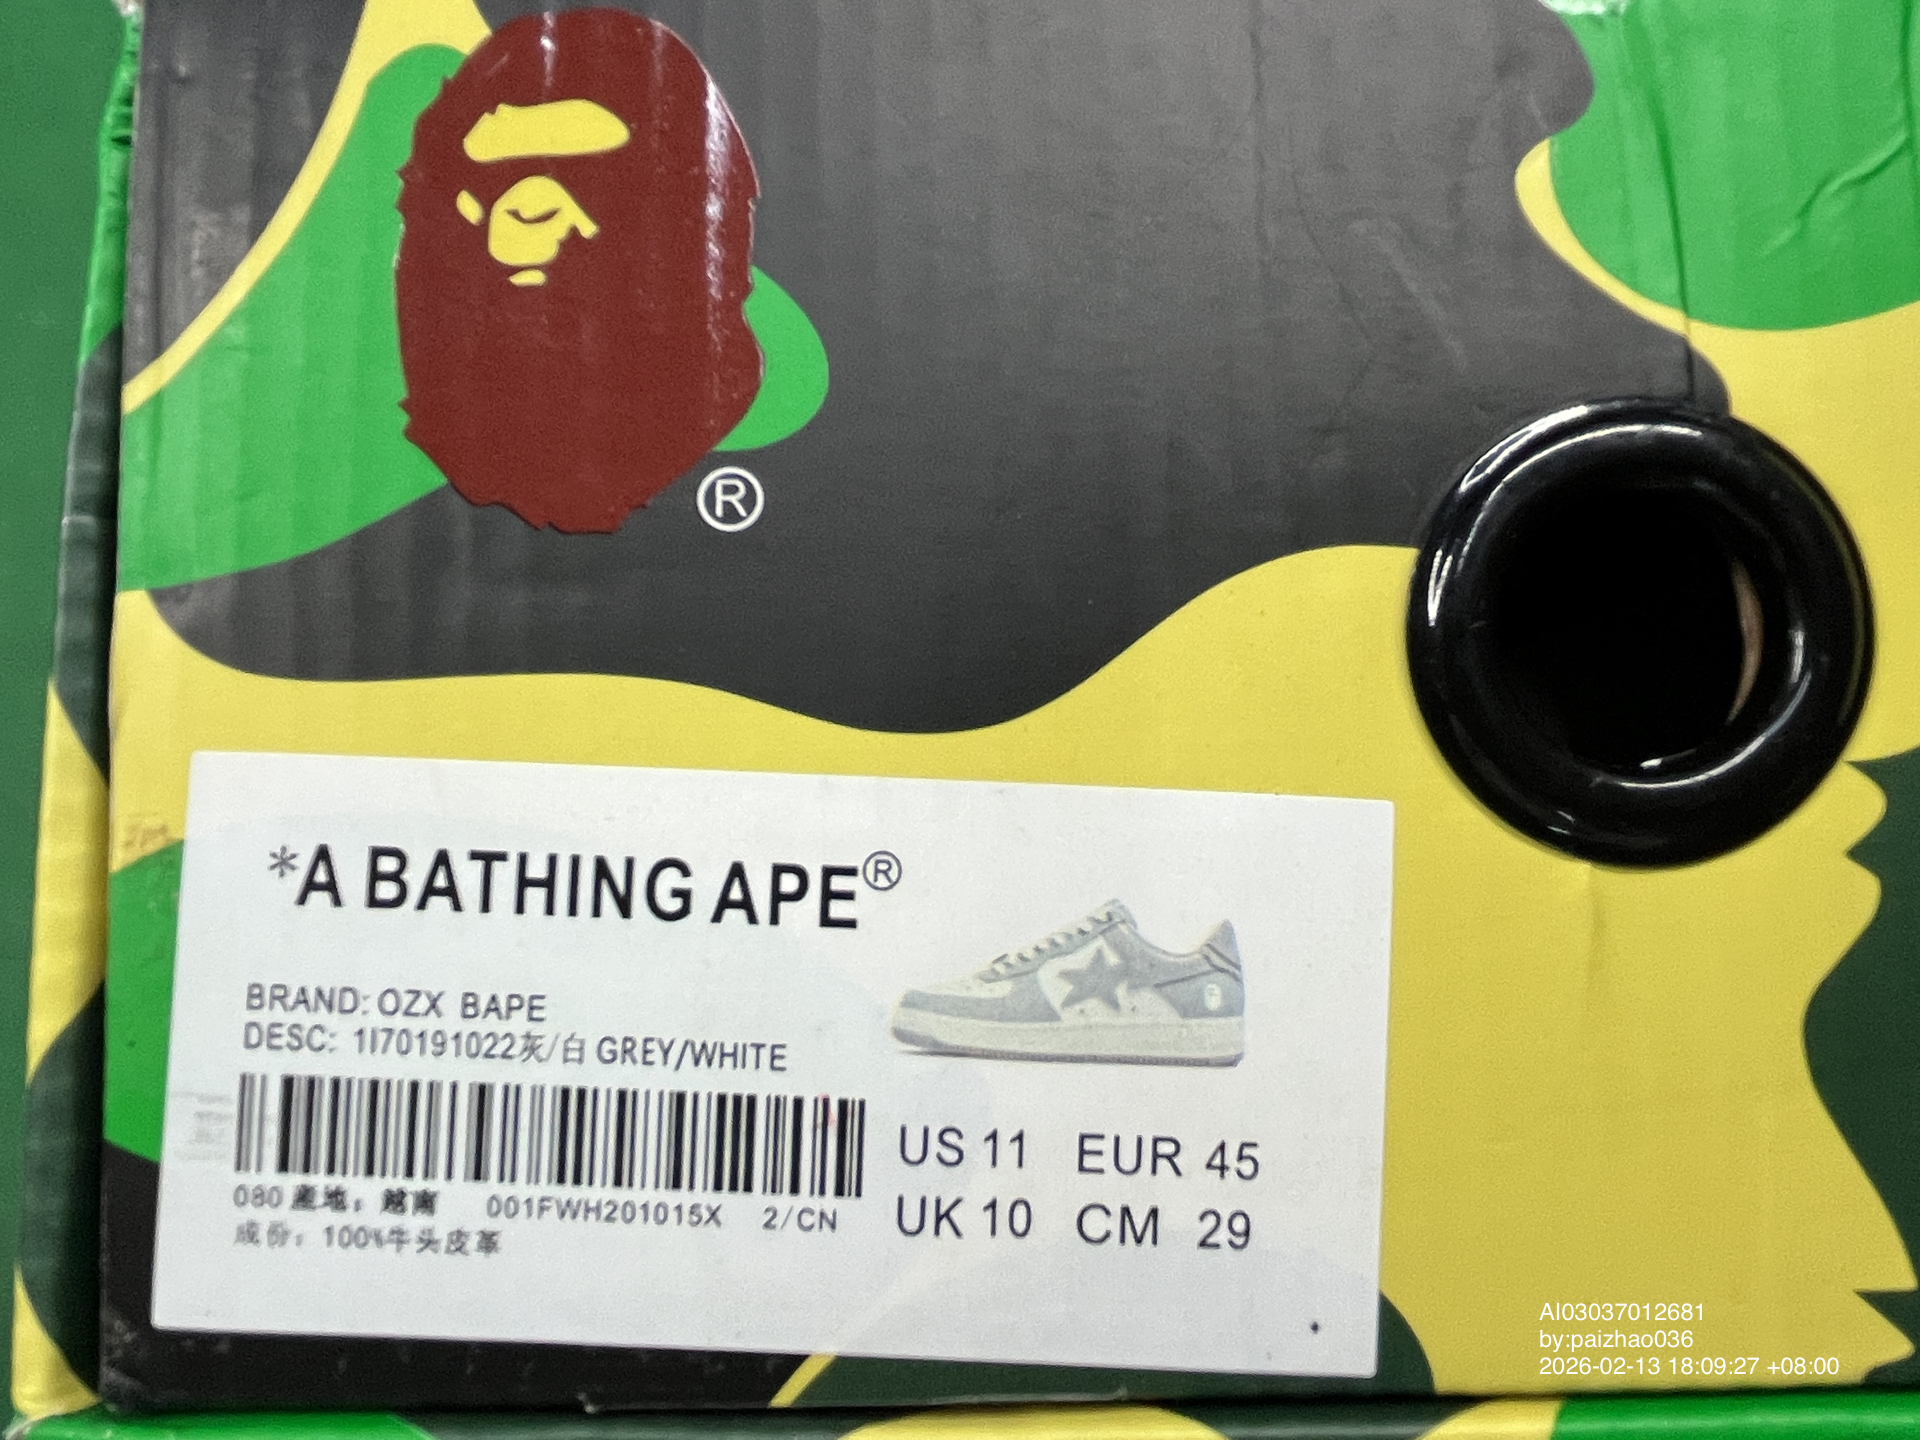 ®
*A BATHING APE®
BRAND: OZX BAPE
DESC: 1I70191022灰/白 GREY/WHITE
080 產地：越南 001FWH201015X 2/CN
成份：100%牛头皮革
US 11 EUR 45
UK 10 CM 29
AI03037012681
by:paizhao036
2026-02-13 18:09:27 +08:00